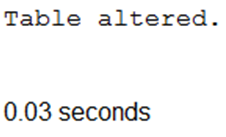 Table altered.
0.03 seconds